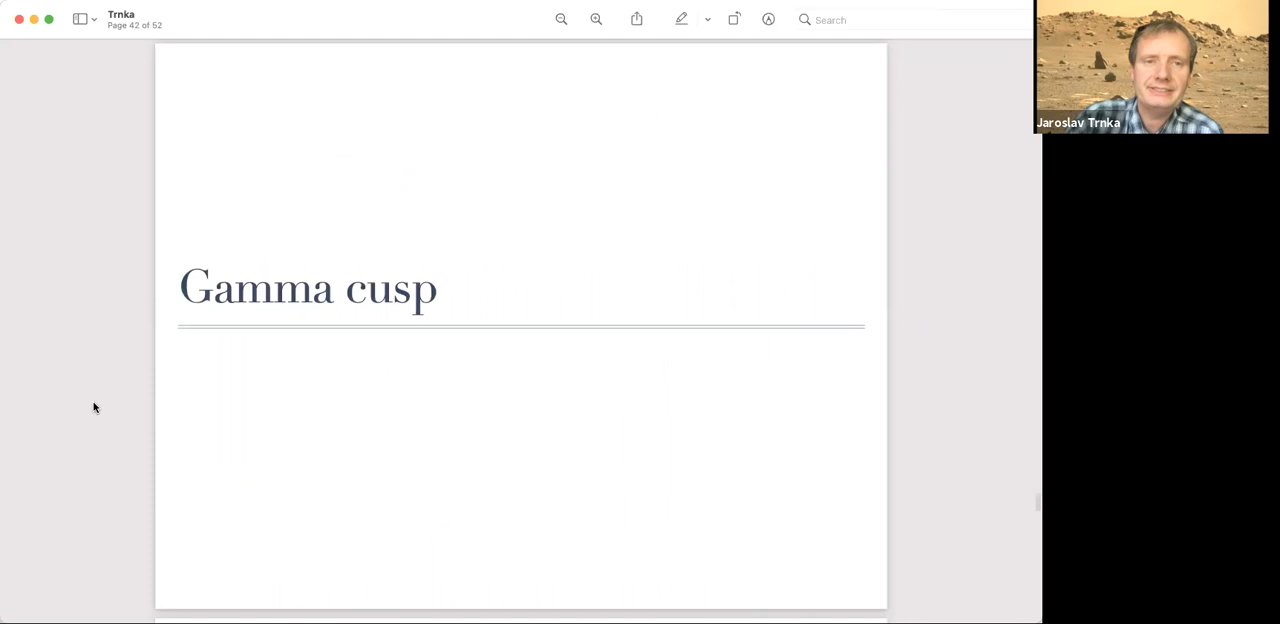 Trnka
Page 42 of 52
Search
Jaroslav Trnka
Gamma cusp